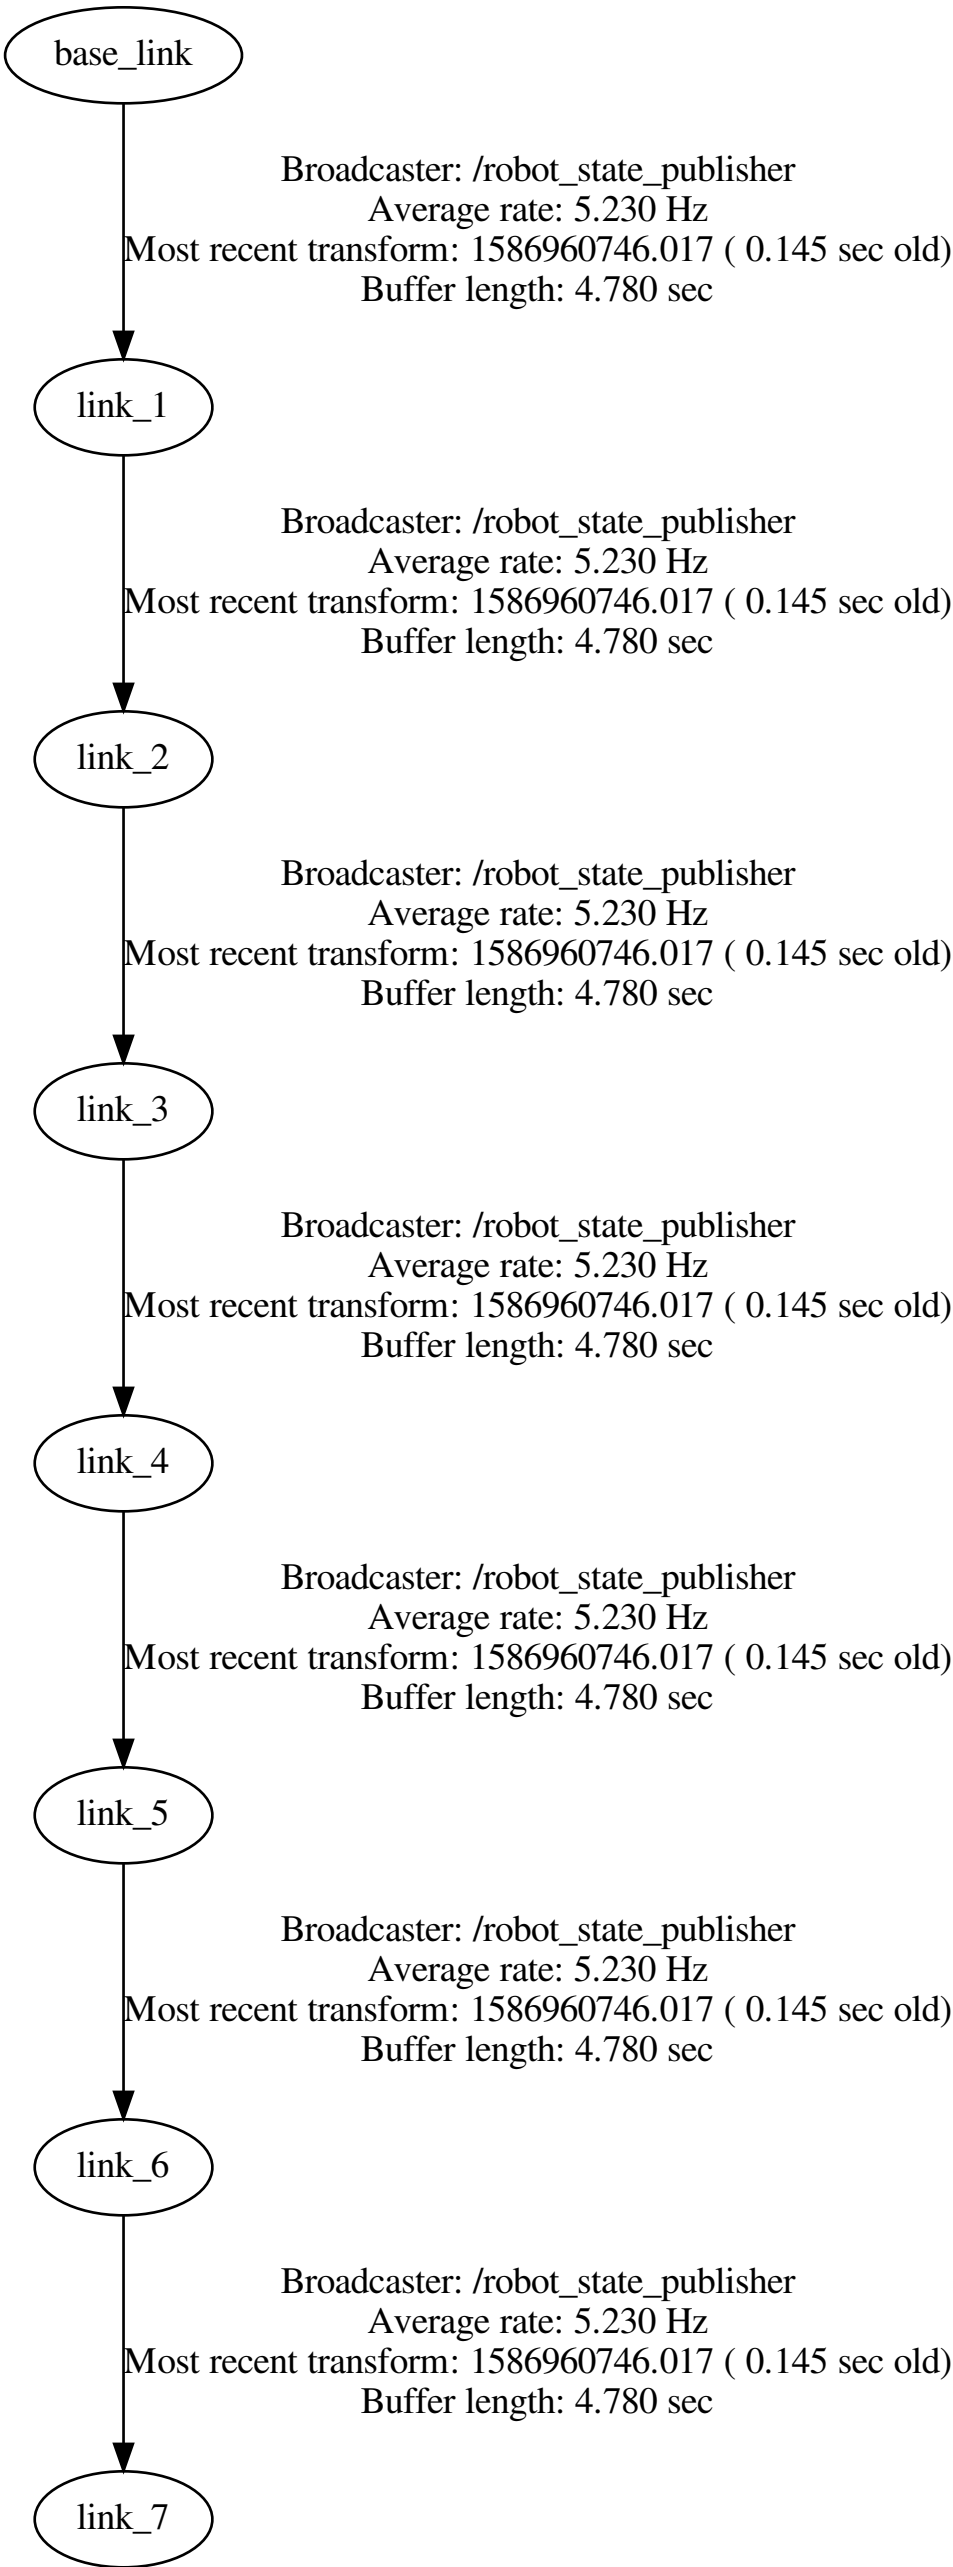 base_link
Broadcaster: /robot_state_publisher
Average rate: 5.230 Hz
Most recent transform: 1586960746.017 ( 0.145 sec old)
Buffer length: 4.780 sec
link_1
Broadcaster: /robot_state_publisher
Average rate: 5.230 Hz
Most recent transform: 1586960746.017 ( 0.145 sec old)
Buffer length: 4.780 sec
link_2
Broadcaster: /robot_state_publisher
Average rate: 5.230 Hz
Most recent transform: 1586960746.017 ( 0.145 sec old)
Buffer length: 4.780 sec
link_3
Broadcaster: /robot_state_publisher
Average rate: 5.230 Hz
Most recent transform: 1586960746.017 ( 0.145 sec old)
Buffer length: 4.780 sec
link_4
Broadcaster: /robot_state_publisher
Average rate: 5.230 Hz
Most recent transform: 1586960746.017 ( 0.145 sec old)
Buffer length: 4.780 sec
link_5
Broadcaster: /robot_state_publisher
Average rate: 5.230 Hz
Most recent transform: 1586960746.017 ( 0.145 sec old)
Buffer length: 4.780 sec
link_6
Broadcaster: /robot_state_publisher
Average rate: 5.230 Hz
Most recent transform: 1586960746.017 ( 0.145 sec old)
Buffer length: 4.780 sec
link_7